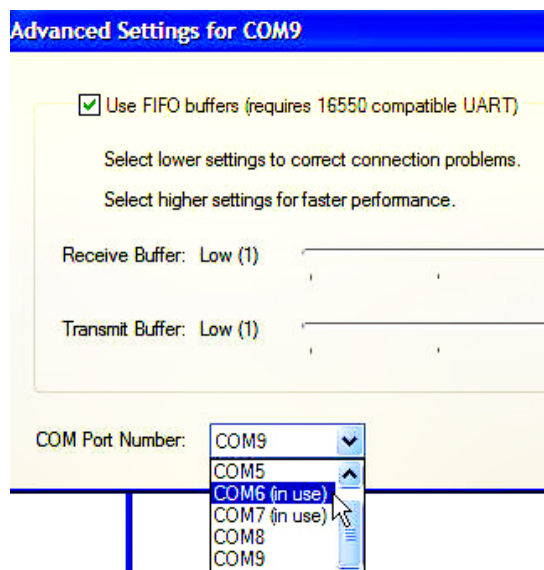 Advanced Settings for COM9
Use FIFO buffers (requires 16550 compatible UART)
Select lower settings to correct connection problems.
Select higher settings for faster performance.
Receive Buffer: Low (1)
Transmit Buffer: Low (1)
COM Port Number: COM9
COM5
COM6 (in use)
COM7 (in use)
COM8
COM9